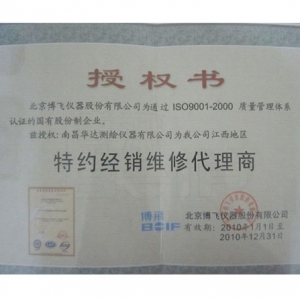 授权书
北京博飞仪器股份有限公司为通过 ISO9001-2000 质量管理体系
认证的国有股份制企业。
兹授权:南昌华达测绘仪器有限公司为我公司江西地区
特约经销维修代理商
博飞
BOIF
北京博飞仪器股份有限公司
有效期:2010年1月1日至
2010年12月31日